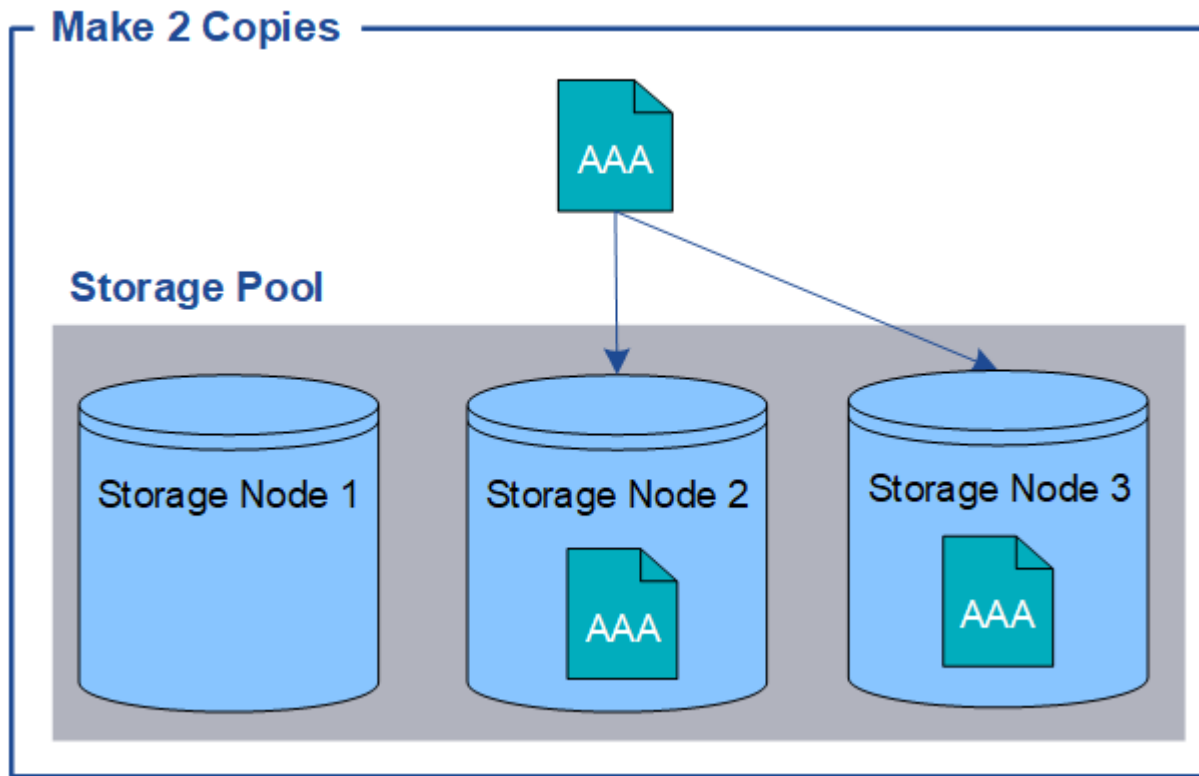 Make 2 Copies
AAA
Storage Pool
Storage Node 1
Storage Node 2
Storage Node 3
AAA
AAA